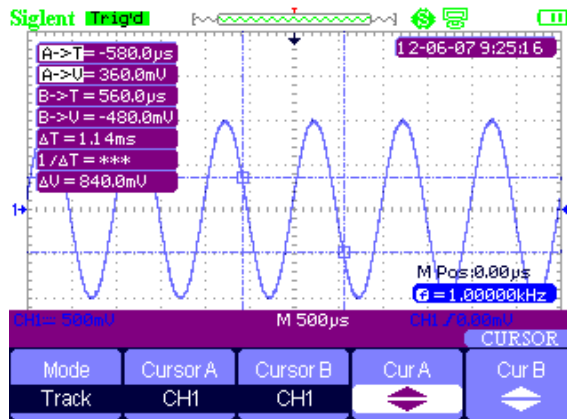 Siglent Trig'd
12-06-07 9:25:16
A->T= -580.0µs
A->V= 360.0mV
B->T= 560.0µs
B->V= -480.0mV
ΔT = 1.14ms
1/ΔT = ***
ΔV = 840.0mV
1
M Pos:0.00µs
f = 1.00000kHz
CH1= 500mV M 500µs CH1 / 0.00mV
CURSOR
Mode Cursor A Cursor B Cur A Cur B
Track CH1 CH1